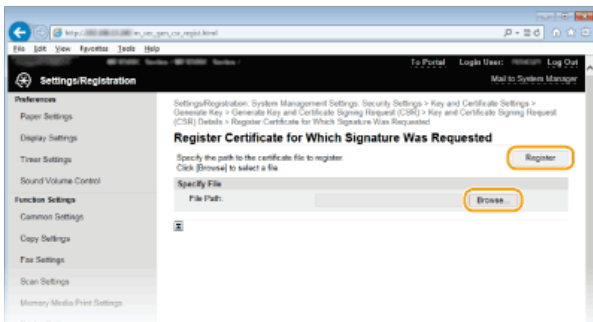 File Edit View Favorites Tools Help
To Portal Login User: Log Out
Settings/Registration
Mail to System Manager
Preferences
Paper Settings
Display Settings
Timer Settings
Sound Volume Control
Function Settings
Common Settings
Copy Settings
Fax Settings
Scan Settings
Memory Media Print Settings
Settings/Registration: System Management Settings: Security Settings > Key and Certificate Settings >
Generate Key > Generate Key and Certificate Signing Request (CSR) > Key and Certificate Signing Request
(CSR) Details > Register Certificate for Which Signature Was Requested
Register Certificate for Which Signature Was Requested
Specify the path to the certificate file to register.
Click [Browse] to select a file.
Register
Specify File
File Path:
Browse...